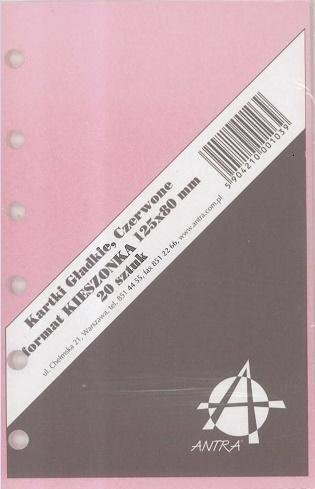 Kartki Gładkie, Czerwone
format KIESZONKA 125x80 mm
20 sztuk
ul. Chełmska 21, Warszawa, tel. 851 44 55, fax 851 22 66, www.antra.com.pl
5904210001039
ANTRA